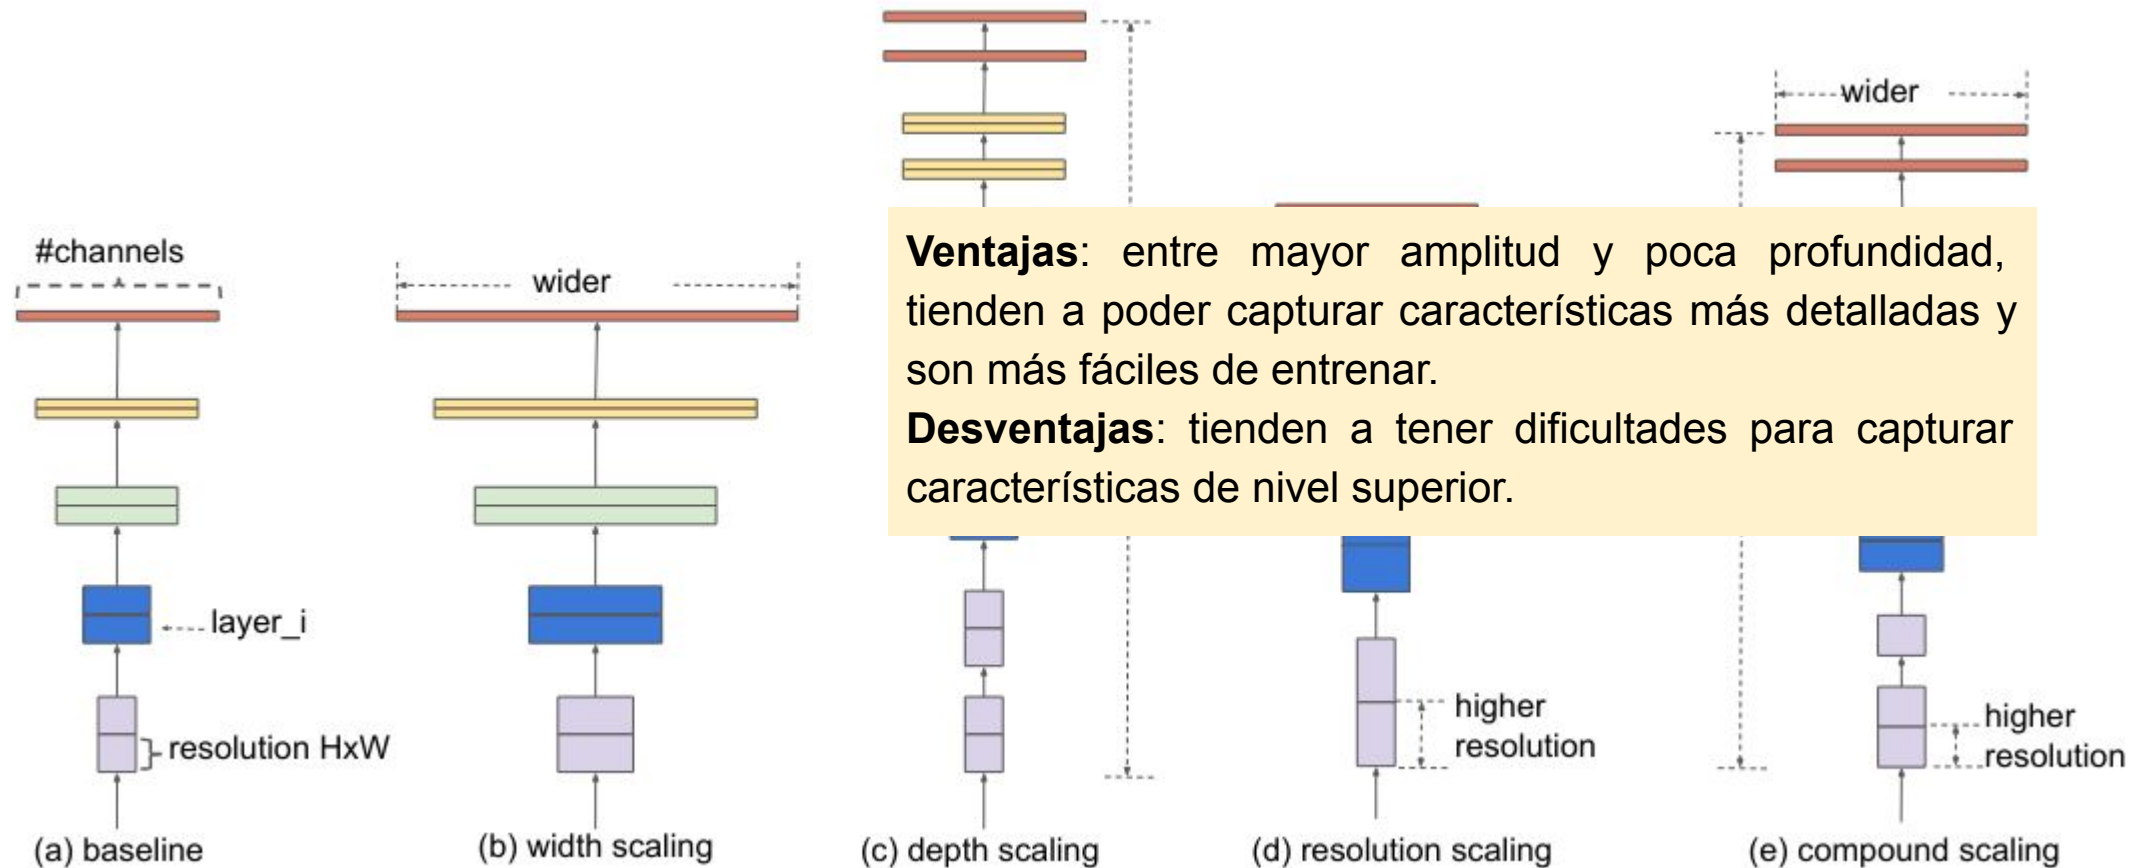 #channels
layer_i
resolution HxW
(a) baseline
wider
(b) width scaling
(c) depth scaling
higher
resolution
(d) resolution scaling
wider
higher
resolution
(e) compound scaling
Ventajas: entre mayor amplitud y poca profundidad,
tienden a poder capturar características más detalladas y
son más fáciles de entrenar.
Desventajas: tienden a tener dificultades para capturar
características de nivel superior.